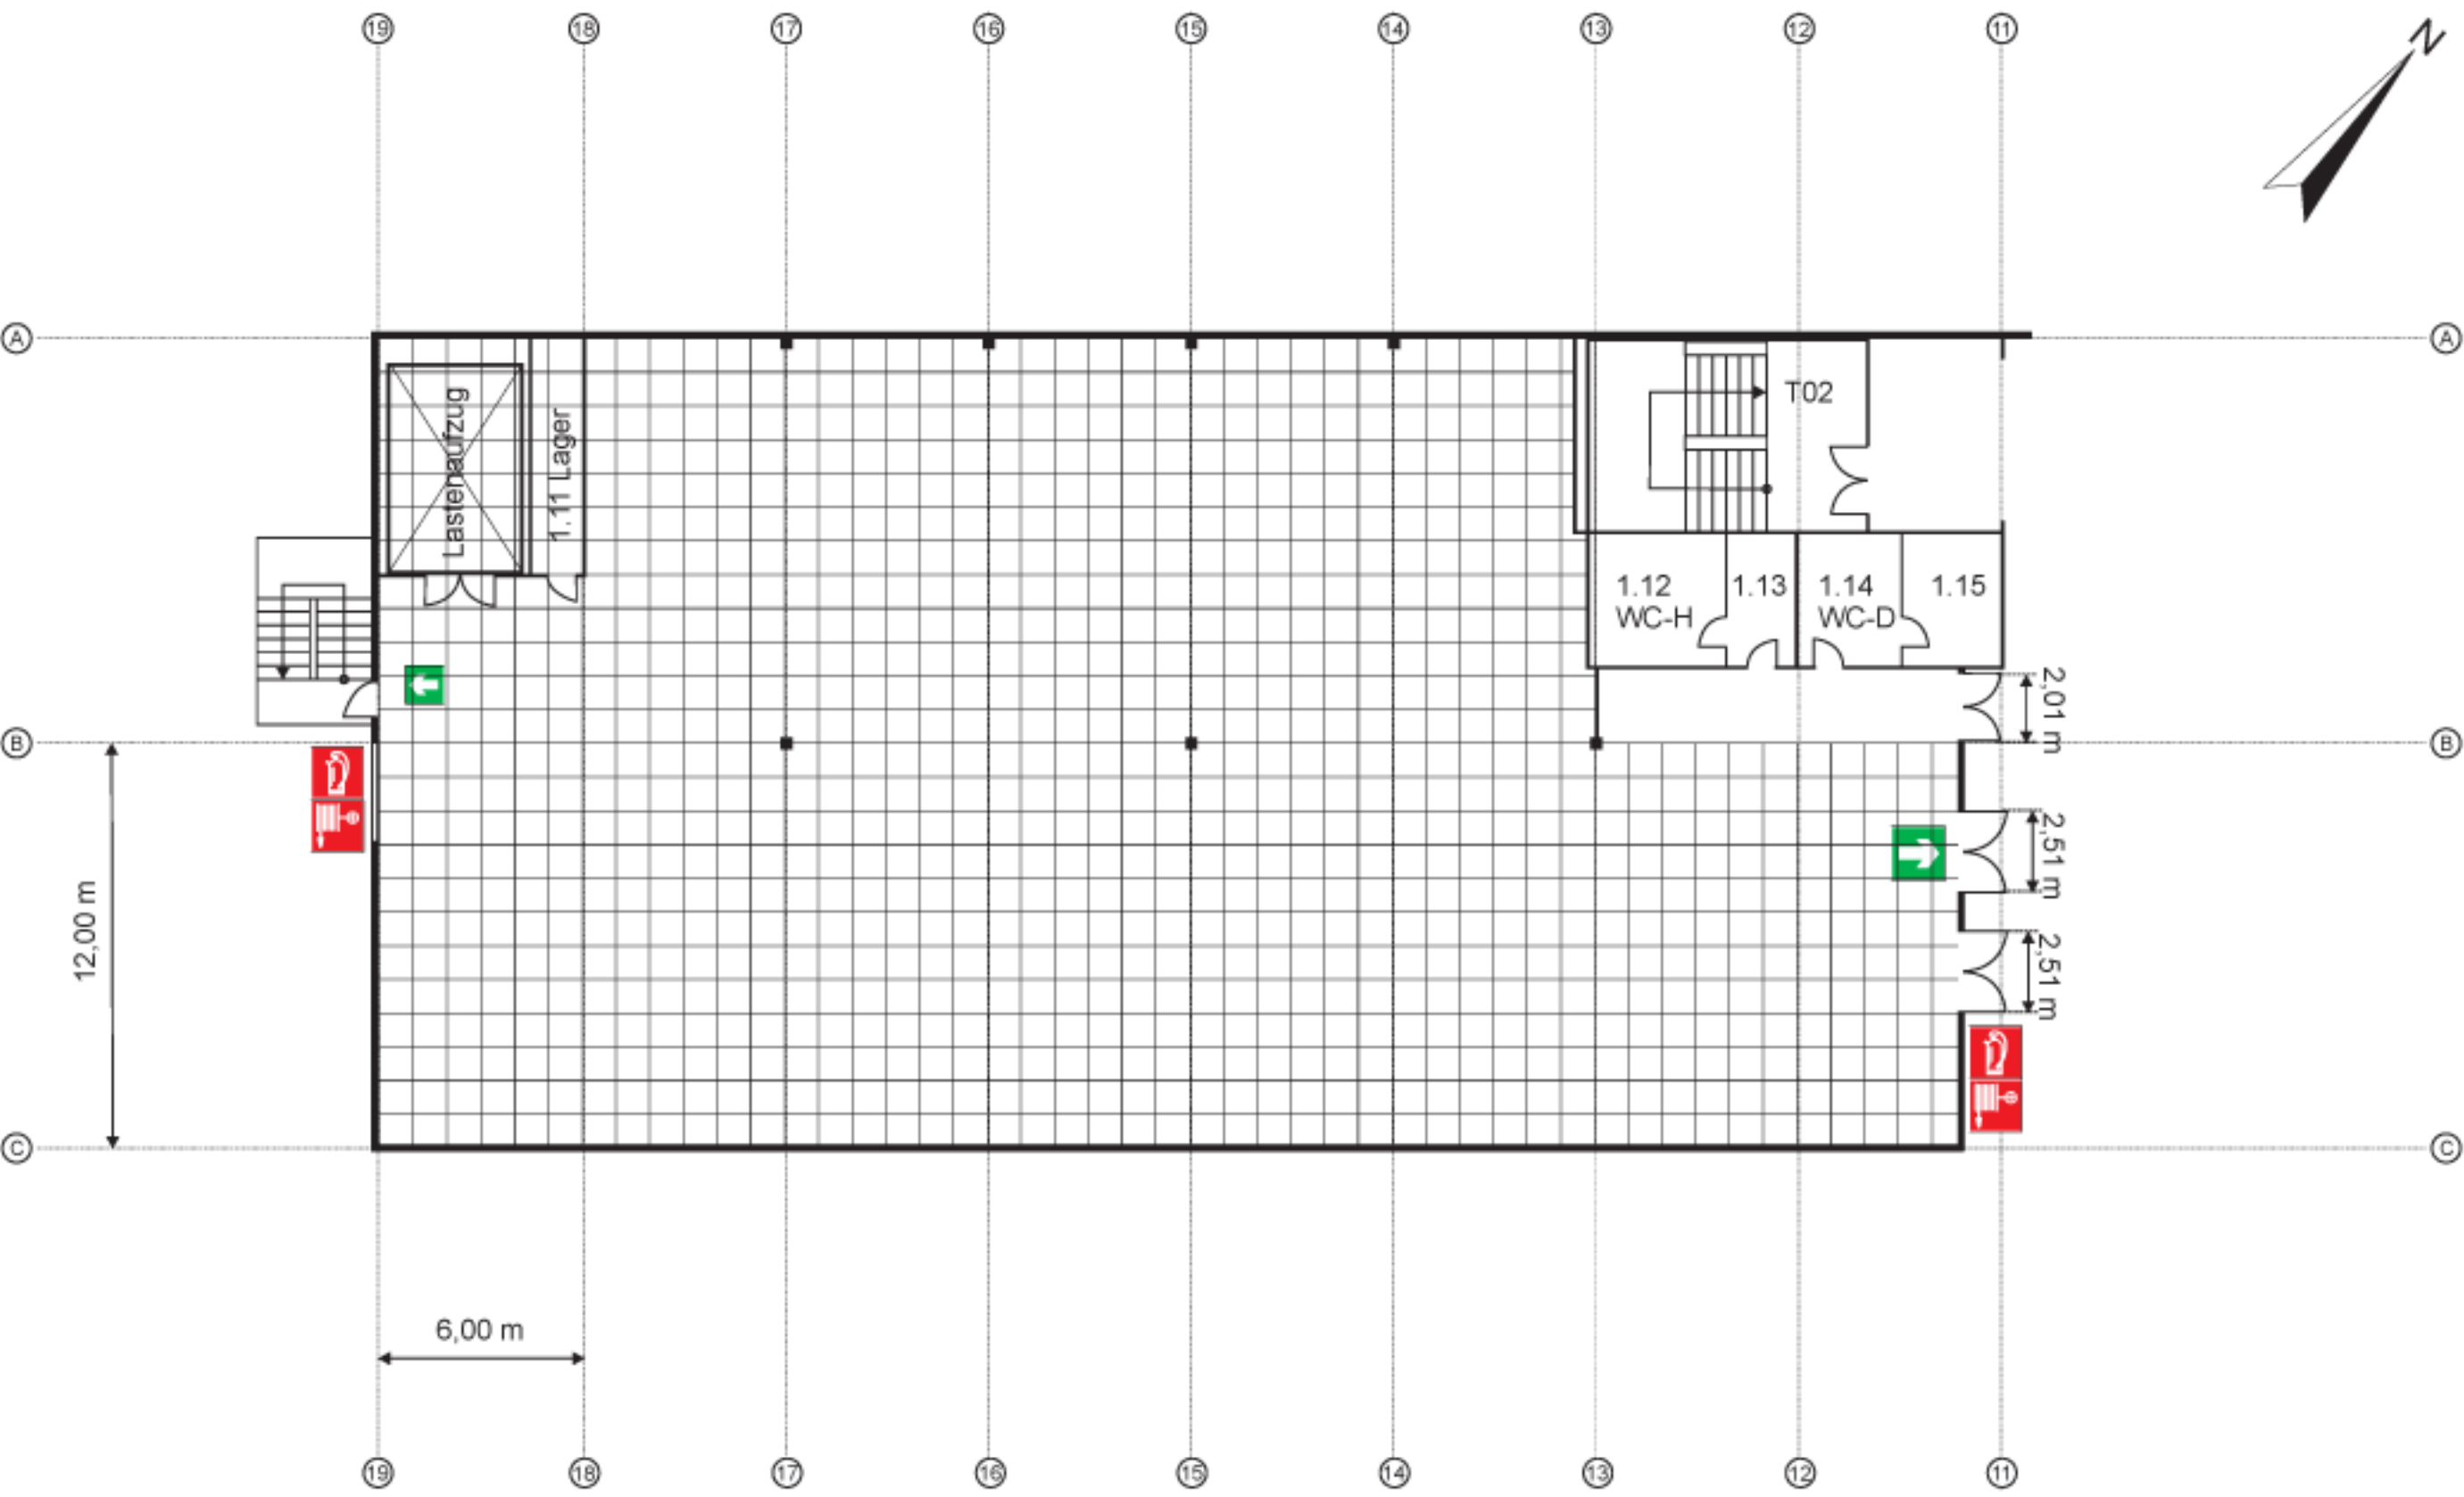 19 18 17 16 15 14 13 12 11
N
A A
Lastenaufzug
1.11 Lager
T02
1.12
WC-H
1.13
1.14
WC-D
1.15
2,01 m
B B
2,51 m
12,00 m
2,51 m
C C
6,00 m
19 18 17 16 15 14 13 12 11